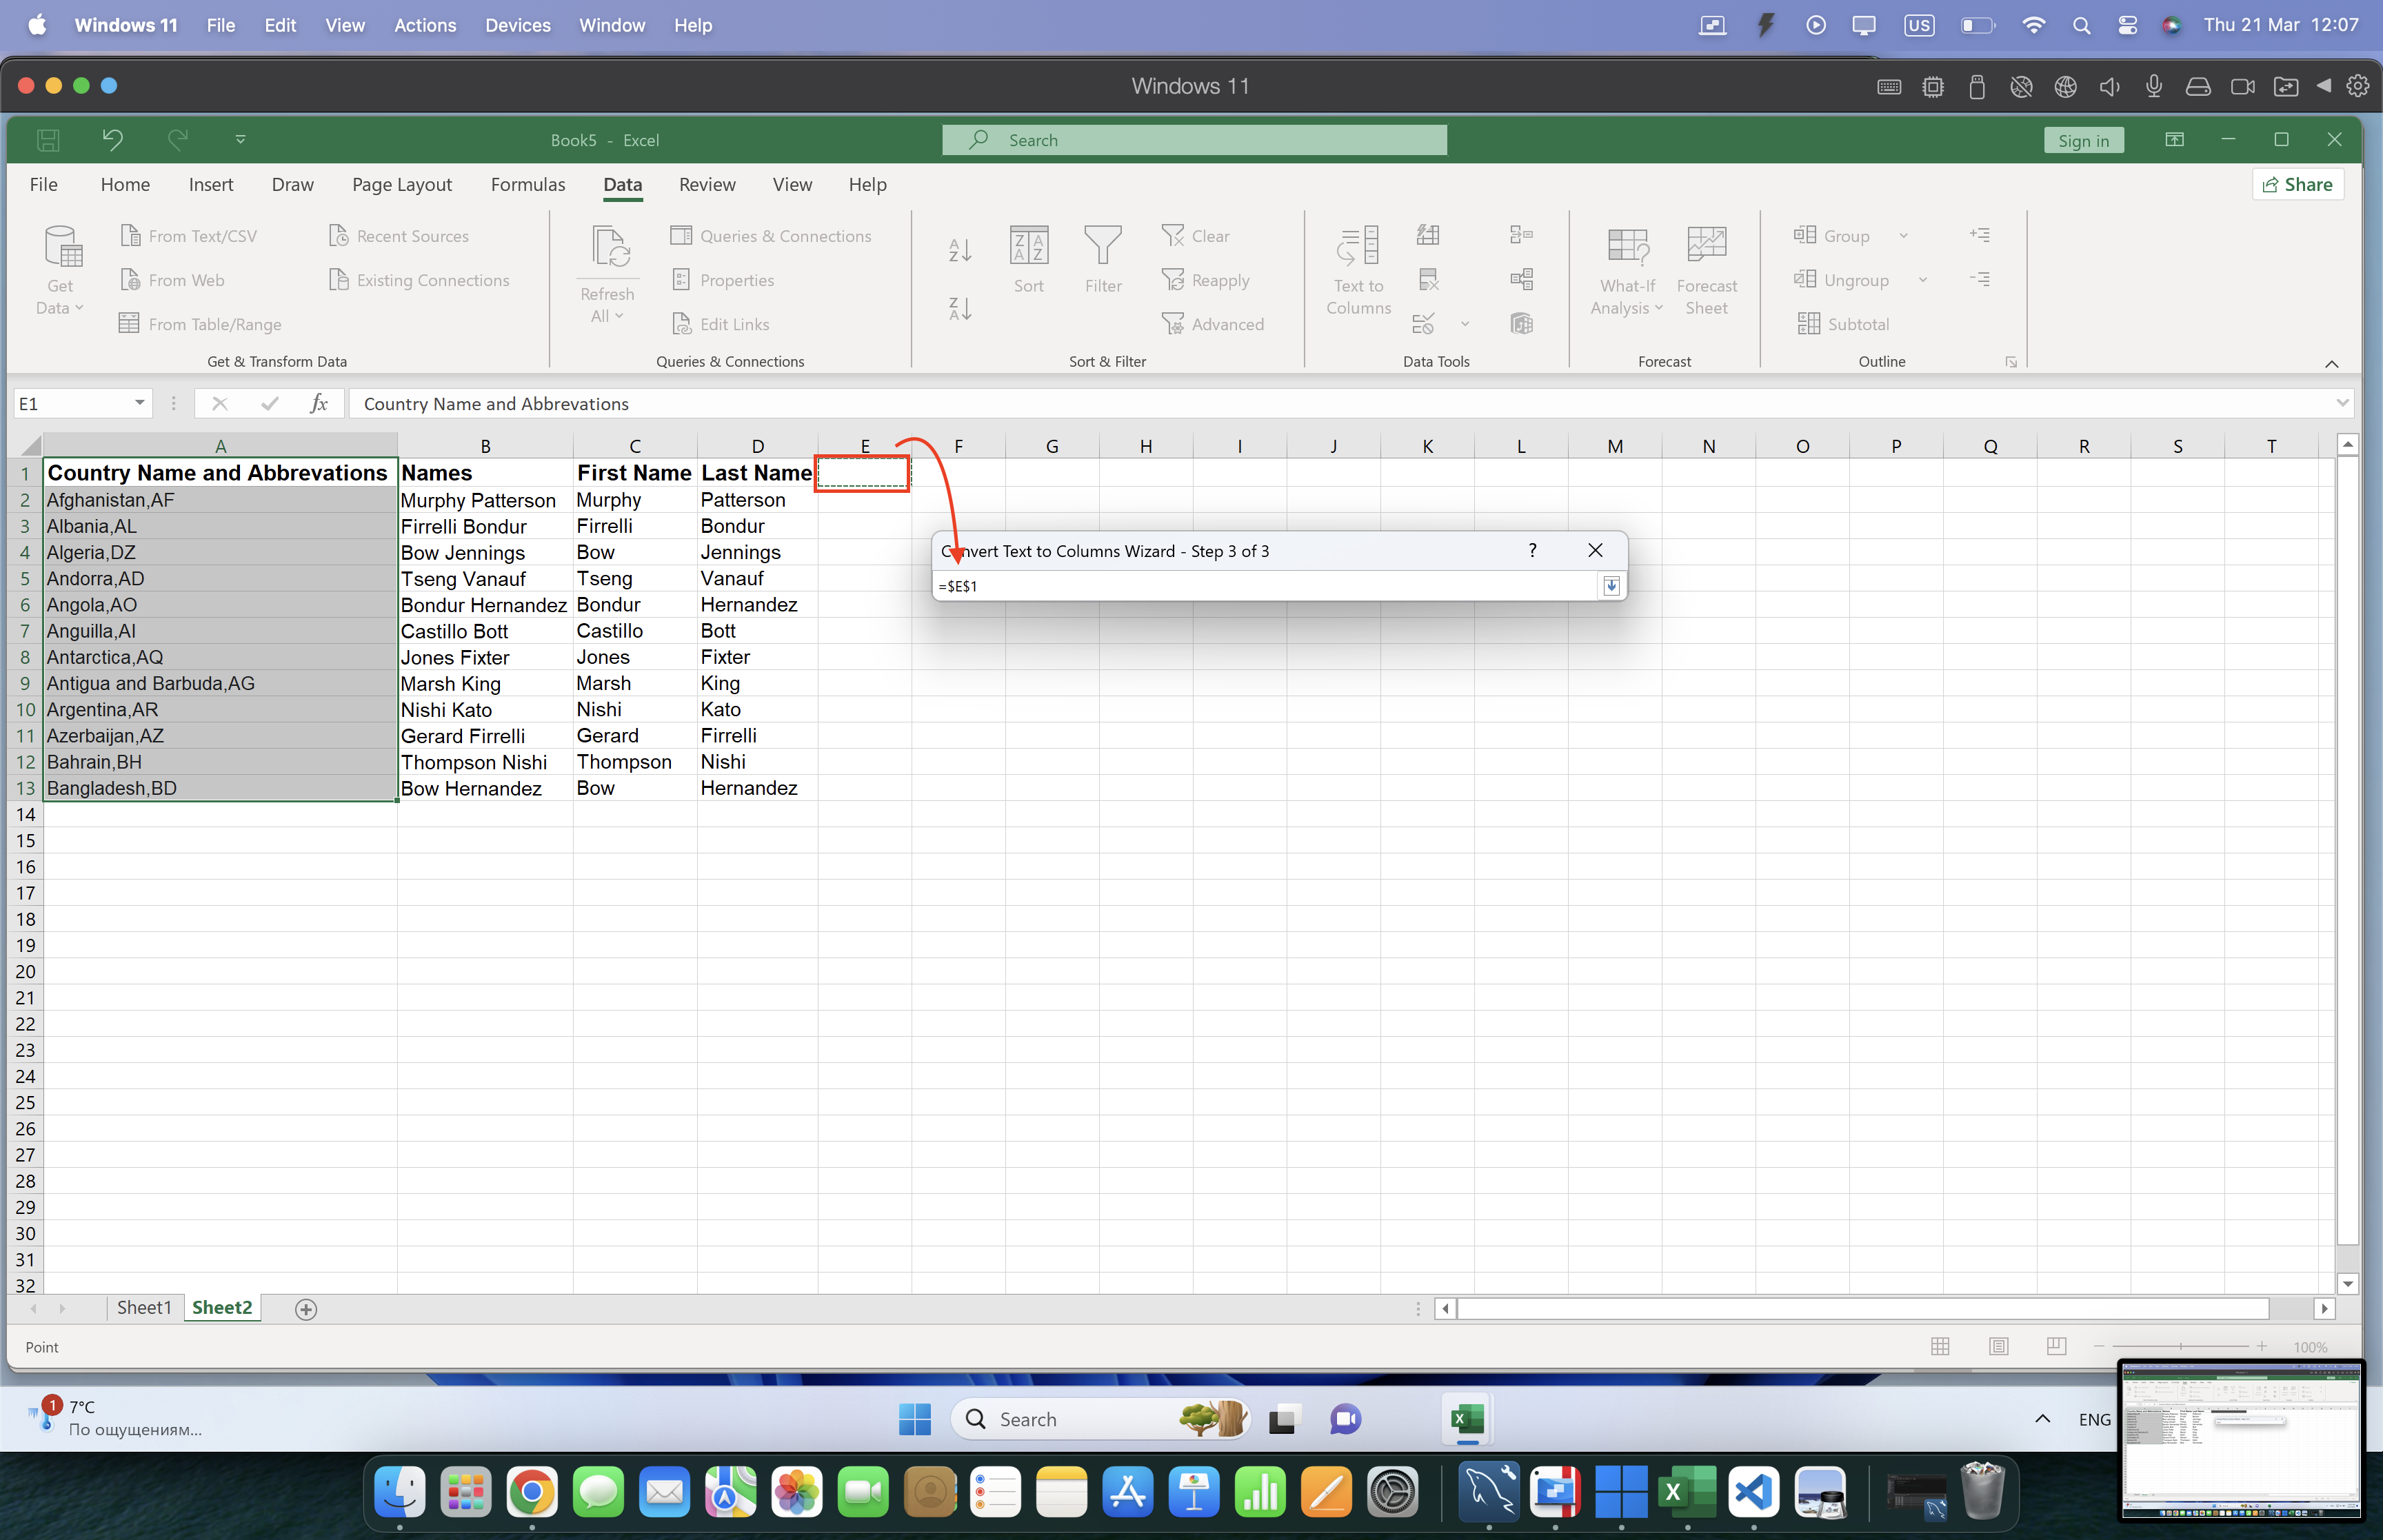 Windows 11 File Edit View Actions Devices Window Help US Thu 21 Mar 12:07
Windows 11
Book5 - Excel Search Sign in
File Home Insert Draw Page Layout Formulas Data Review View Help Share
Get Data
From Text/CSV
From Web
From Table/Range
Recent Sources
Existing Connections
Get & Transform Data
Refresh All
Queries & Connections
Properties
Edit Links
Queries & Connections
Sort
Filter
Clear
Reapply
Advanced
Sort & Filter
Text to Columns
Data Tools
What-If Analysis
Forecast Sheet
Forecast
Group
Ungroup
Subtotal
Outline
E1 fx Country Name and Abbrevations
A B C D E F G H I J K L M N O P Q R S T
1 Country Name and Abbrevations Names First Name Last Name
2 Afghanistan,AF Murphy Patterson Murphy Patterson
3 Albania,AL Firrelli Bondur Firrelli Bondur
4 Algeria,DZ Bow Jennings Bow Jennings
5 Andorra,AD Tseng Vanauf Tseng Vanauf
6 Angola,AO Bondur Hernandez Bondur Hernandez
7 Anguilla,AI Castillo Bott Castillo Bott
8 Antarctica,AQ Jones Fixter Jones Fixter
9 Antigua and Barbuda,AG Marsh King Marsh King
10 Argentina,AR Nishi Kato Nishi Kato
11 Azerbaijan,AZ Gerard Firrelli Gerard Firrelli
12 Bahrain,BH Thompson Nishi Thompson Nishi
13 Bangladesh,BD Bow Hernandez Bow Hernandez
14
15
16
17
18
19
20
21
22
23
24
25
26
27
28
29
30
31
32
Convert Text to Columns Wizard - Step 3 of 3 ?
=$E$1
Sheet1 Sheet2
Point 100%
1 7°C
По ощущениям...
Search
ENG